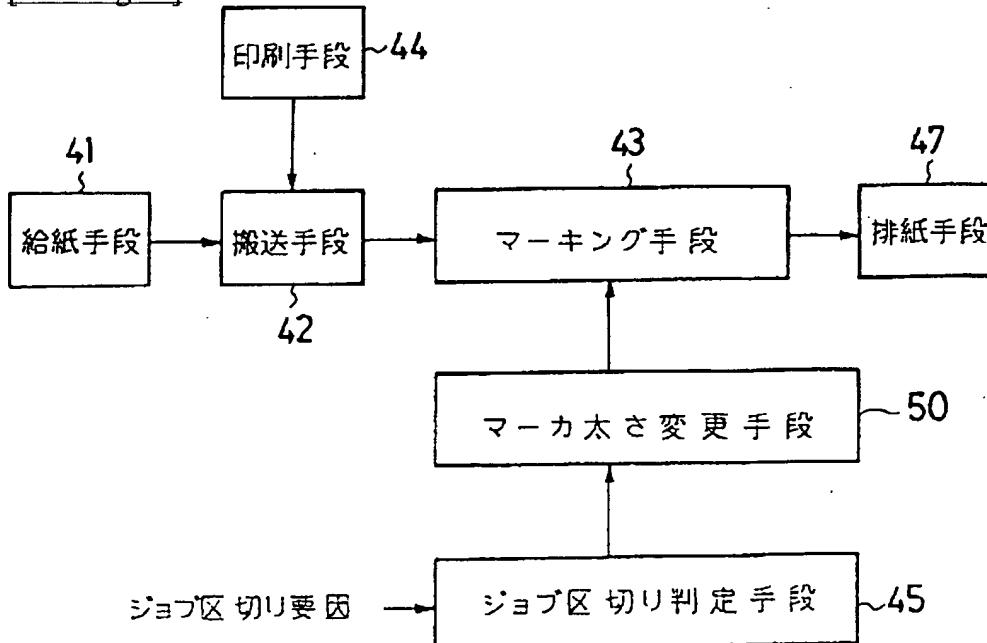 印刷手段
44
41
43
47
給紙手段
搬送手段
マーキング手段
排紙手段
42
マーカ太さ変更手段
50
ジョブ区切り要因
ジョブ区切り判定手段
45